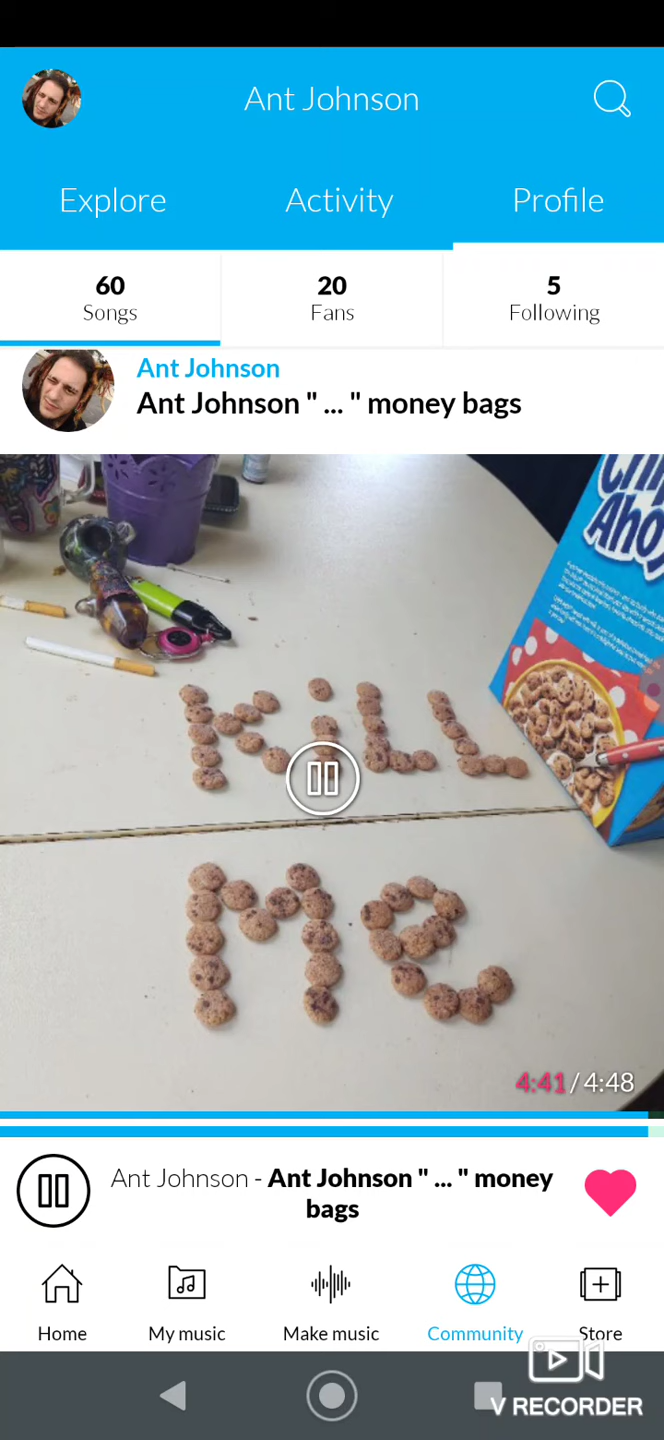 Ant Johnson
Explore Activity Profile
60 20 5
Songs Fans Following
Ant Johnson
Ant Johnson " ... " money bags
Ahoy
KiLL
Me
4:41/4:48
Ant Johnson - Ant Johnson " ... " money
bags
Home My music Make music Community Store
V RECORDER